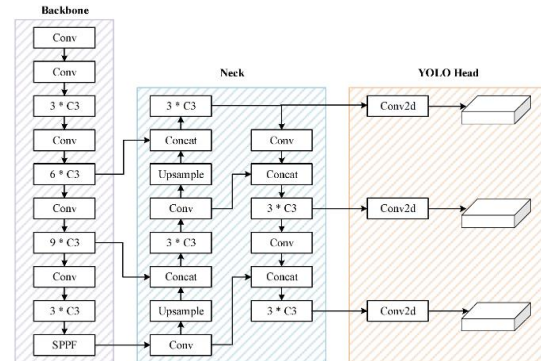 Backbone
Conv
Conv
3 * C3
Conv
6 * C3
Conv
9 * C3
Conv
3 * C3
SPPF
Neck
3 * C3
Concat
Upsample
Conv
3 * C3
Concat
Upsample
Conv
Conv
Concat
3 * C3
Conv
Concat
3 * C3
YOLO Head
Conv2d
Conv2d
Conv2d